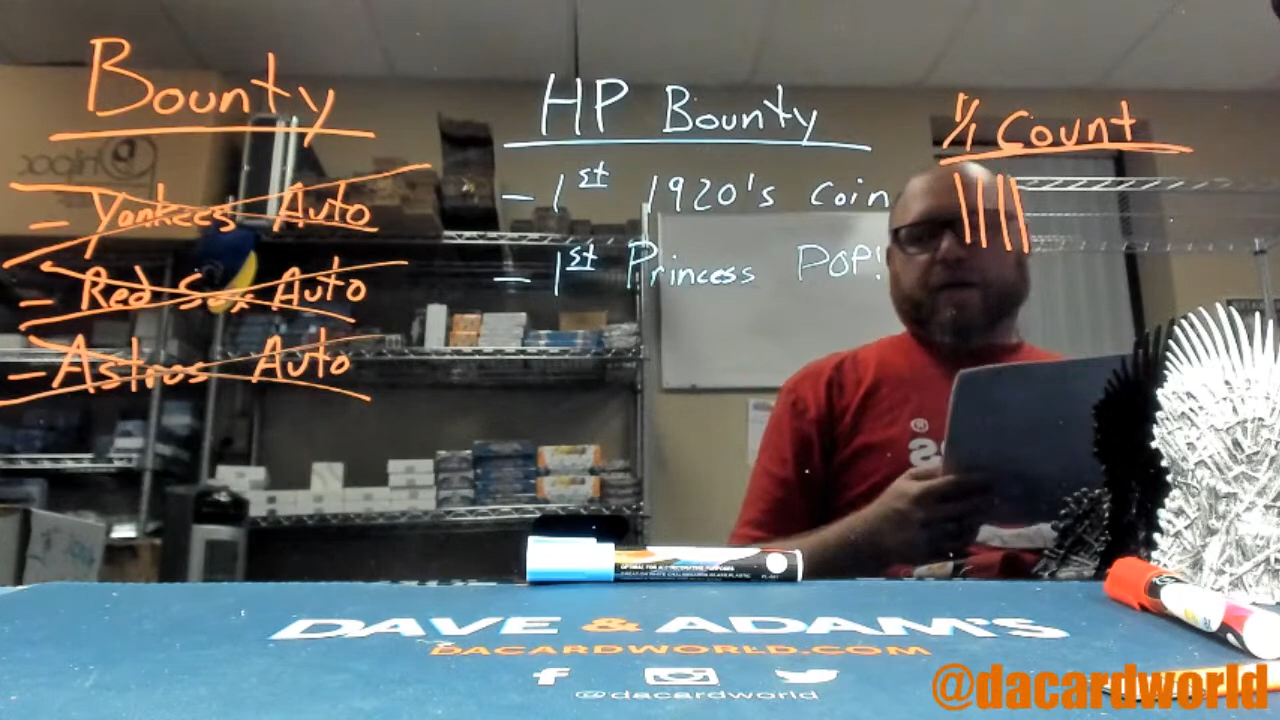 Bounty
- Yankees Auto
- Red Sox Auto
- Astros Auto
HP Bounty
- 1st 1920's Coin
- 1st Princess POP!
1/1 Count
||||
®
DAVE & ADAM'S
DACARDWORLD.COM
@dacardworld
@dacardworld